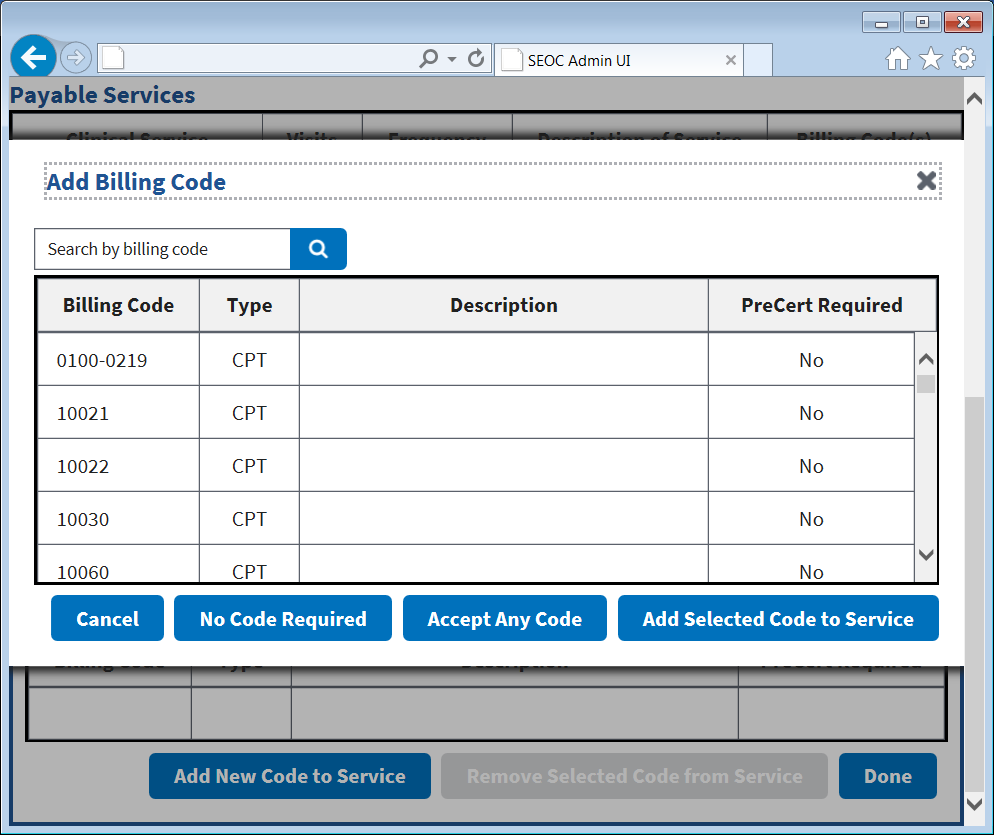 SEOC Admin UI
Payable Services
Clinical Service Visits Frequency Description of Service Billing Code(s)
Add Billing Code
Search by billing code
Billing Code Type Description PreCert Required
0100-0219 CPT No
10021 CPT No
10022 CPT No
10030 CPT No
10060 CPT No
Cancel No Code Required Accept Any Code Add Selected Code to Service
Billing Code Type Description PreCert Required
Add New Code to Service Remove Selected Code from Service Done